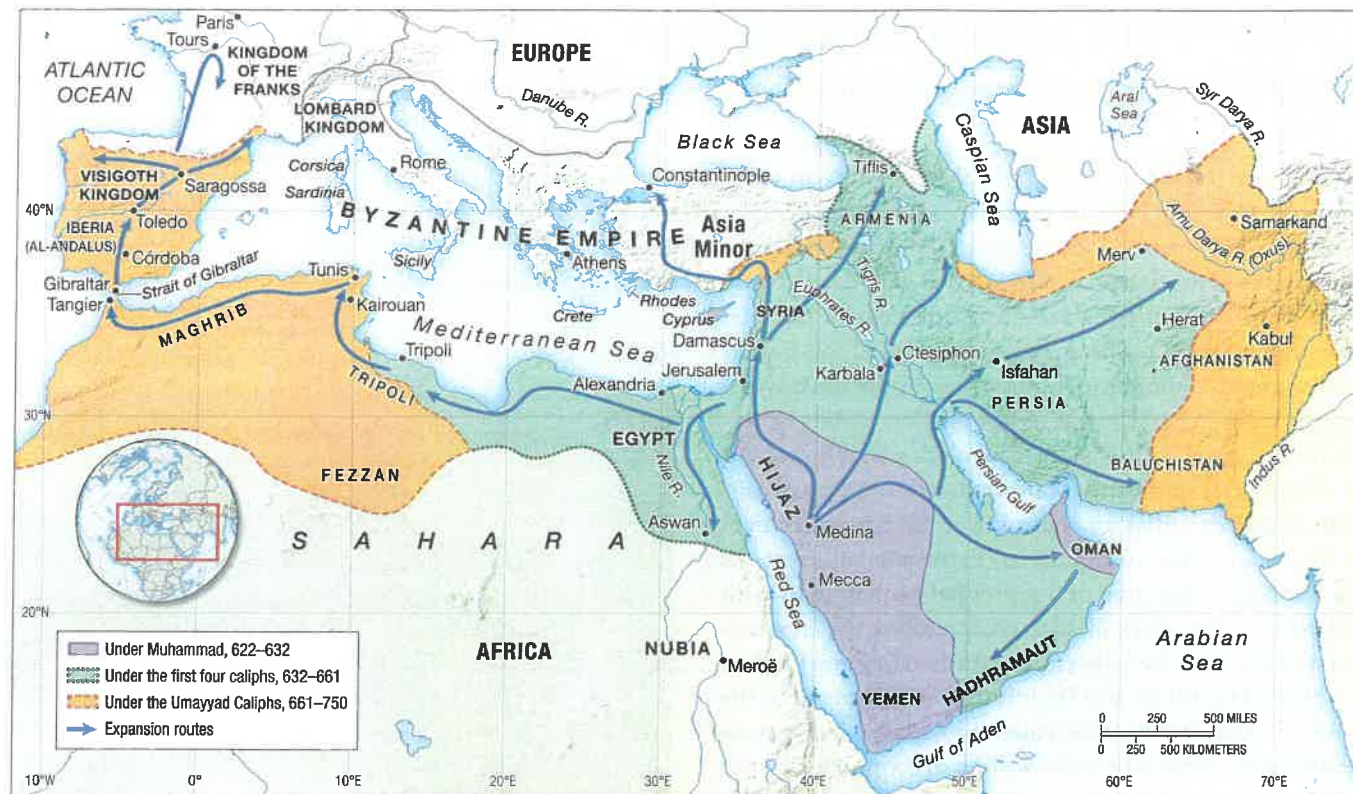 Paris
Tours
KINGDOM
OF THE
FRANKS
ATLANTIC
OCEAN
EUROPE
LOMBARD
KINGDOM
Danube R.
Black Sea
Caspian Sea
Aral
Sea
Syr Darya R.
ASIA
VISIGOTH
KINGDOM
Saragossa
Corsica
Sardinia
Rome
Constantinople
Tiflis
ARMENIA
40°N
IBERIA
(AL-ANDALUS)
Toledo
Córdoba
BYZANTINE EMPIRE
Asia
Minor
Samarkand
Amu Darya R. (Oxus)
Merv
Gibraltar
Strait of Gibraltar
Tangier
Tunis
Kairouan
Sicily
Athens
Rhodes
Crete
Cyprus
SYRIA
Euphrates R.
Tigris R.
MAGHRIB
Mediterranean Sea
Damascus
Jerusalem
Karbala
Ctesiphon
Isfahan
Herat
Kabul
AFGHANISTAN
Tripoli
TRIPOLI
Alexandria
PERSIA
30°N
EGYPT
Nile R.
FEZZAN
HIJAZ
Persian Gulf
BALUCHISTAN
Indus R.
Aswan
Medina
SAHARA
OMAN
Red Sea
Mecca
20°N
AFRICA
NUBIA
Meroë
YEMEN
HADHRAMAUT
Arabian
Sea
Gulf of Aden
Under Muhammad, 622–632
Under the first four caliphs, 632–661
Under the Umayyad Caliphs, 661–750
Expansion routes
0 250 500 MILES
0 250 500 KILOMETERS
10°W 0° 10°E 20°E 30°E 40°E 50°E 60°E 70°E